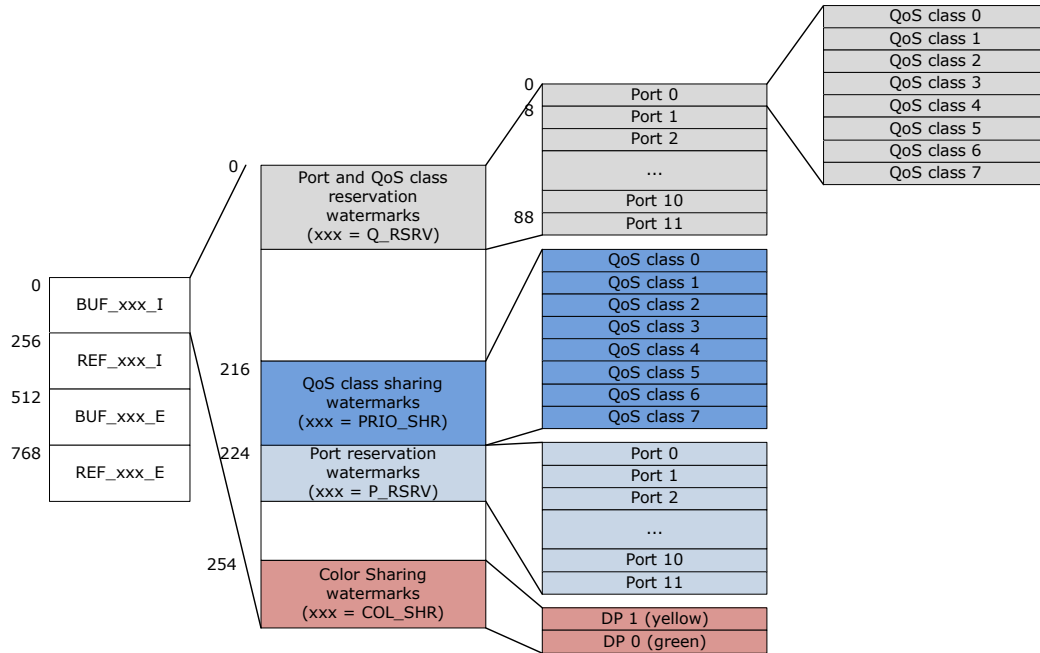 0
BUF_xxx_I
256
REF_xxx_I
512
BUF_xxx_E
768
REF_xxx_E
0
Port and QoS class
reservation
watermarks
(xxx = Q_RSRV)
216
QoS class sharing
watermarks
(xxx = PRIO_SHR)
224
Port reservation
watermarks
(xxx = P_RSRV)
254
Color Sharing
watermarks
(xxx = COL_SHR)
0
Port 0
8
Port 1
Port 2
...
Port 10
88
Port 11
QoS class 0
QoS class 1
QoS class 2
QoS class 3
QoS class 4
QoS class 5
QoS class 6
QoS class 7
QoS class 0
QoS class 1
QoS class 2
QoS class 3
QoS class 4
QoS class 5
QoS class 6
QoS class 7
Port 0
Port 1
Port 2
...
Port 10
Port 11
DP 1 (yellow)
DP 0 (green)